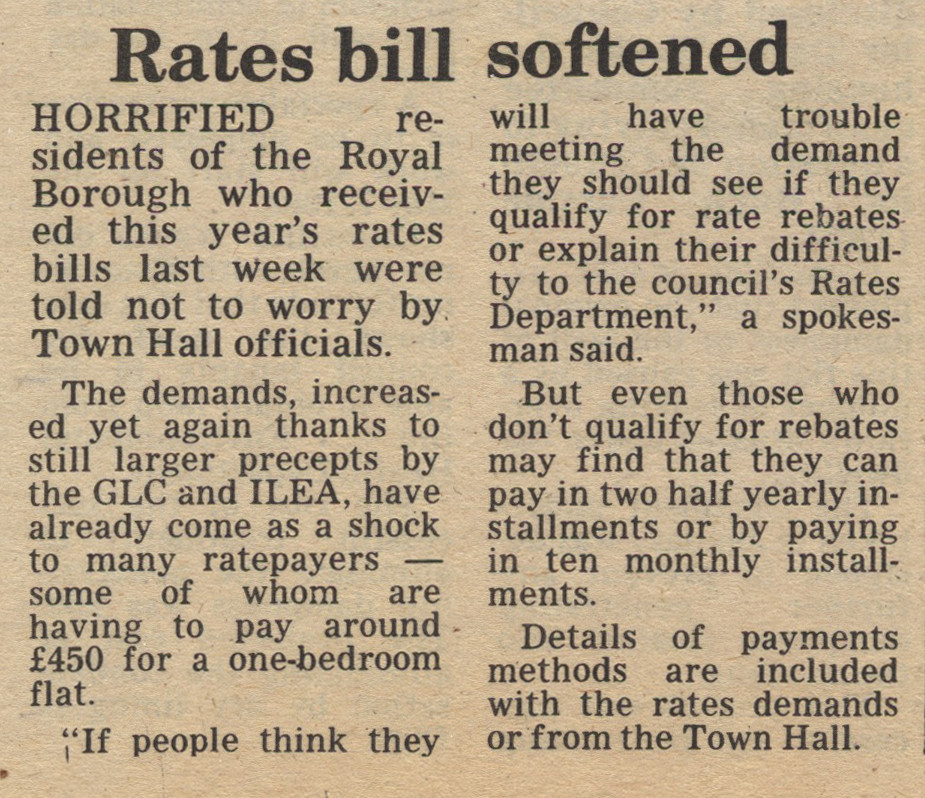 Rates bill softened
HORRIFIED re-
sidents of the Royal
Borough who receiv-
ed this year's rates
bills last week were
told not to worry by
Town Hall officials.
The demands, increas-
ed yet again thanks to
still larger precepts by
the GLC and ILEA, have
already come as a shock
to many ratepayers —
some of whom are
having to pay around
£450 for a one-bedroom
flat.
"If people think they
will have trouble
meeting the demand
they should see if they
qualify for rate rebates
or explain their difficul-
ty to the council's Rates
Department," a spokes-
man said.
But even those who
don't qualify for rebates
may find that they can
pay in two half yearly in-
stallments or by paying
in ten monthly install-
ments.
Details of payments
methods are included
with the rates demands
or from the Town Hall.